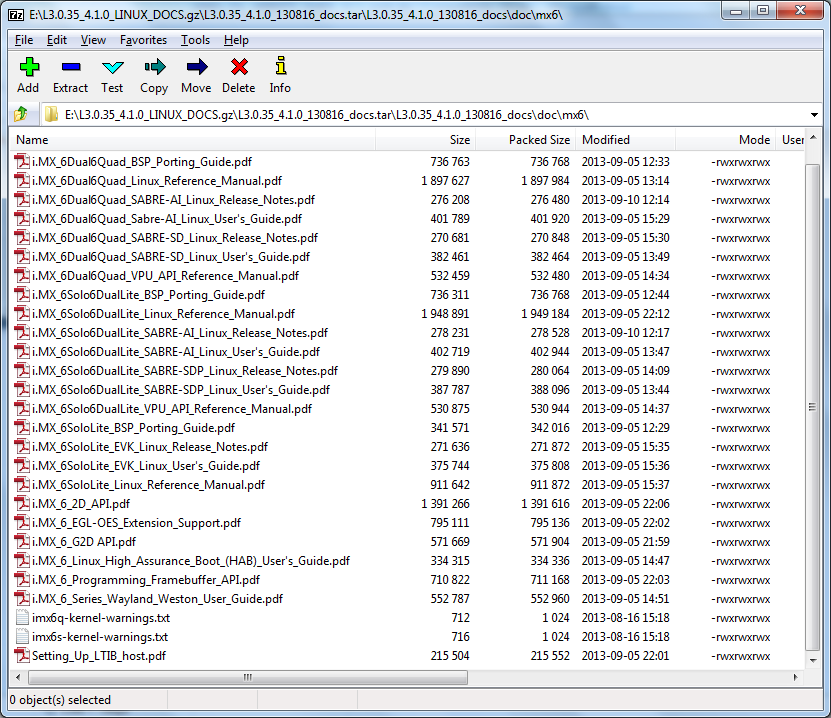 7z E:\L3.0.35_4.1.0_LINUX_DOCS.gz\L3.0.35_4.1.0_130816_docs.tar\L3.0.35_4.1.0_130816_docs\doc\mx6\
File Edit View Favorites Tools Help
Add Extract Test Copy Move Delete Info
E:\L3.0.35_4.1.0_LINUX_DOCS.gz\L3.0.35_4.1.0_130816_docs.tar\L3.0.35_4.1.0_130816_docs\doc\mx6\
Name Size Packed Size Modified Mode User
i.MX_6Dual6Quad_BSP_Porting_Guide.pdf 736 763 736 768 2013-09-05 12:33 -rwxrwxrwx
i.MX_6Dual6Quad_Linux_Reference_Manual.pdf 1 897 627 1 897 984 2013-09-05 13:14 -rwxrwxrwx
i.MX_6Dual6Quad_SABRE-AI_Linux_Release_Notes.pdf 276 208 276 480 2013-09-10 12:14 -rwxrwxrwx
i.MX_6Dual6Quad_Sabre-AI_Linux_User's_Guide.pdf 401 789 401 920 2013-09-05 15:29 -rwxrwxrwx
i.MX_6Dual6Quad_SABRE-SD_Linux_Release_Notes.pdf 270 681 270 848 2013-09-05 15:30 -rwxrwxrwx
i.MX_6Dual6Quad_SABRE-SD_Linux_User's_Guide.pdf 382 461 382 464 2013-09-05 13:49 -rwxrwxrwx
i.MX_6Dual6Quad_VPU_API_Reference_Manual.pdf 532 459 532 480 2013-09-05 14:34 -rwxrwxrwx
i.MX_6Solo6DualLite_BSP_Porting_Guide.pdf 736 311 736 768 2013-09-05 12:44 -rwxrwxrwx
i.MX_6Solo6DualLite_Linux_Reference_Manual.pdf 1 948 891 1 949 184 2013-09-05 22:12 -rwxrwxrwx
i.MX_6Solo6DualLite_SABRE-AI_Linux_Release_Notes.pdf 278 231 278 528 2013-09-10 12:17 -rwxrwxrwx
i.MX_6Solo6DualLite_SABRE-AI_Linux_User's_Guide.pdf 402 719 402 944 2013-09-05 13:47 -rwxrwxrwx
i.MX_6Solo6DualLite_SABRE-SDP_Linux_Release_Notes.pdf 279 890 280 064 2013-09-05 14:09 -rwxrwxrwx
i.MX_6Solo6DualLite_SABRE-SDP_Linux_User's_Guide.pdf 387 787 388 096 2013-09-05 13:44 -rwxrwxrwx
i.MX_6Solo6DualLite_VPU_API_Reference_Manual.pdf 530 875 530 944 2013-09-05 14:37 -rwxrwxrwx
i.MX_6SoloLite_BSP_Porting_Guide.pdf 341 571 342 016 2013-09-05 12:29 -rwxrwxrwx
i.MX_6SoloLite_EVK_Linux_Release_Notes.pdf 271 636 271 872 2013-09-05 15:35 -rwxrwxrwx
i.MX_6SoloLite_EVK_Linux_User's_Guide.pdf 375 744 375 808 2013-09-05 15:36 -rwxrwxrwx
i.MX_6SoloLite_Linux_Reference_Manual.pdf 911 642 911 872 2013-09-05 15:37 -rwxrwxrwx
i.MX_6_2D_API.pdf 1 391 266 1 391 616 2013-09-05 22:06 -rwxrwxrwx
i.MX_6_EGL-OES_Extension_Support.pdf 795 111 795 136 2013-09-05 22:02 -rwxrwxrwx
i.MX_6_G2D API.pdf 571 669 571 904 2013-09-05 21:59 -rwxrwxrwx
i.MX_6_Linux_High_Assurance_Boot_(HAB)_User's_Guide.pdf 334 315 334 336 2013-09-05 14:47 -rwxrwxrwx
i.MX_6_Programming_Framebuffer_API.pdf 710 822 711 168 2013-09-05 22:03 -rwxrwxrwx
i.MX_6_Series_Wayland_Weston_User_Guide.pdf 552 787 552 960 2013-09-05 14:51 -rwxrwxrwx
imx6q-kernel-warnings.txt 712 1 024 2013-08-16 15:18 -rwxrwxrwx
imx6s-kernel-warnings.txt 716 1 024 2013-08-16 15:18 -rwxrwxrwx
Setting_Up_LTIB_host.pdf 215 504 215 552 2013-09-05 22:01 -rwxrwxrwx
0 object(s) selected